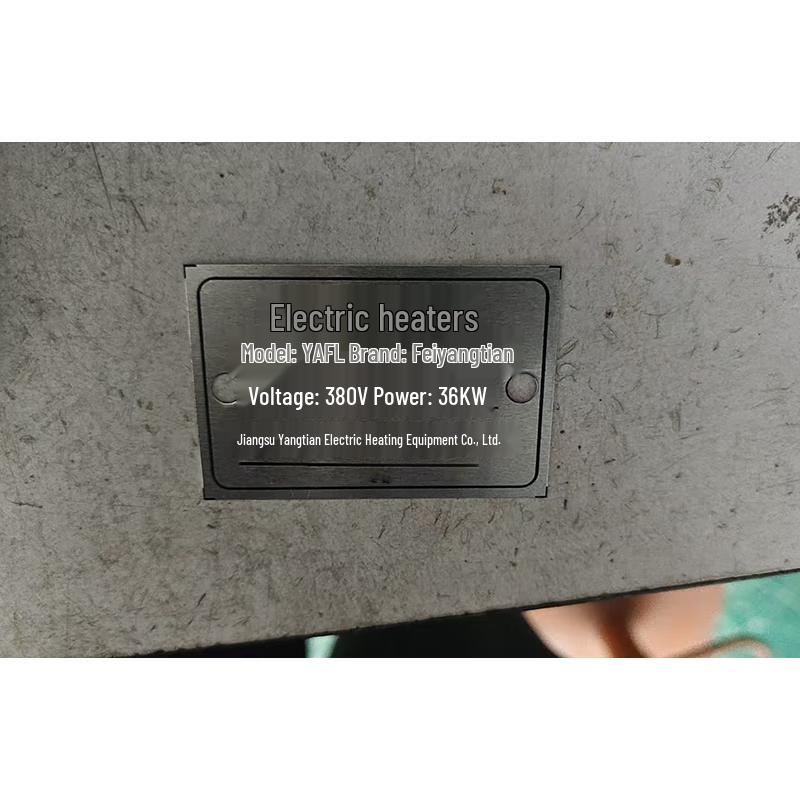 Electric heaters
Model: YAFL Brand: Feiyangtian
Voltage: 380V Power: 36KW
Jiangsu Yangtian Electric Heating Equipment Co., Ltd.